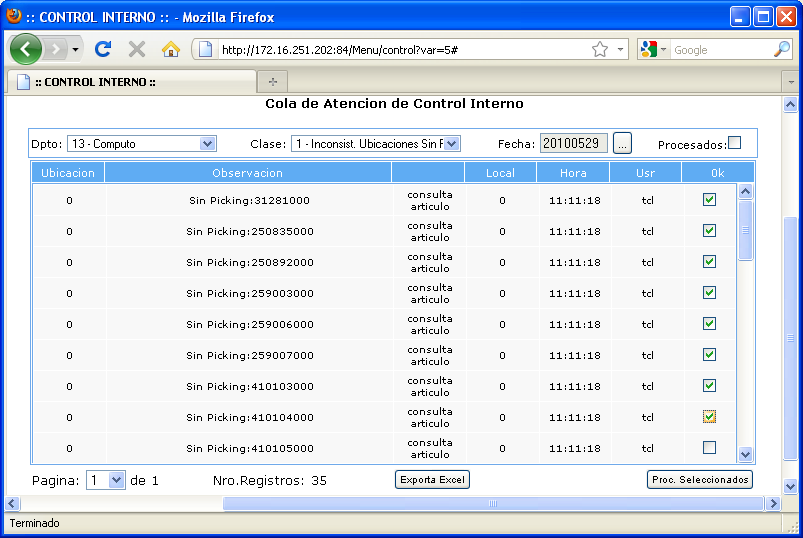 :: CONTROL INTERNO :: - Mozilla Firefox
http://172.16.251.202:84/Menu/control?var=5#
Google
:: CONTROL INTERNO ::
Cola de Atencion de Control Interno
Dpto: 13 - Computo Clase: 1 - Inconsist. Ubicaciones Sin F Fecha: 20100529 ... Procesados:
Ubicacion Observacion Local Hora Usr Ok
0 Sin Picking:31281000 consulta articulo 0 11:11:18 tcl
0 Sin Picking:250835000 consulta articulo 0 11:11:18 tcl
0 Sin Picking:250892000 consulta articulo 0 11:11:18 tcl
0 Sin Picking:259003000 consulta articulo 0 11:11:18 tcl
0 Sin Picking:259006000 consulta articulo 0 11:11:18 tcl
0 Sin Picking:259007000 consulta articulo 0 11:11:18 tcl
0 Sin Picking:410103000 consulta articulo 0 11:11:18 tcl
0 Sin Picking:410104000 consulta articulo 0 11:11:18 tcl
0 Sin Picking:410105000 consulta articulo 0 11:11:18 tcl
Pagina: 1 de 1 Nro.Registros: 35 Exporta Excel Proc. Seleccionados
Terminado